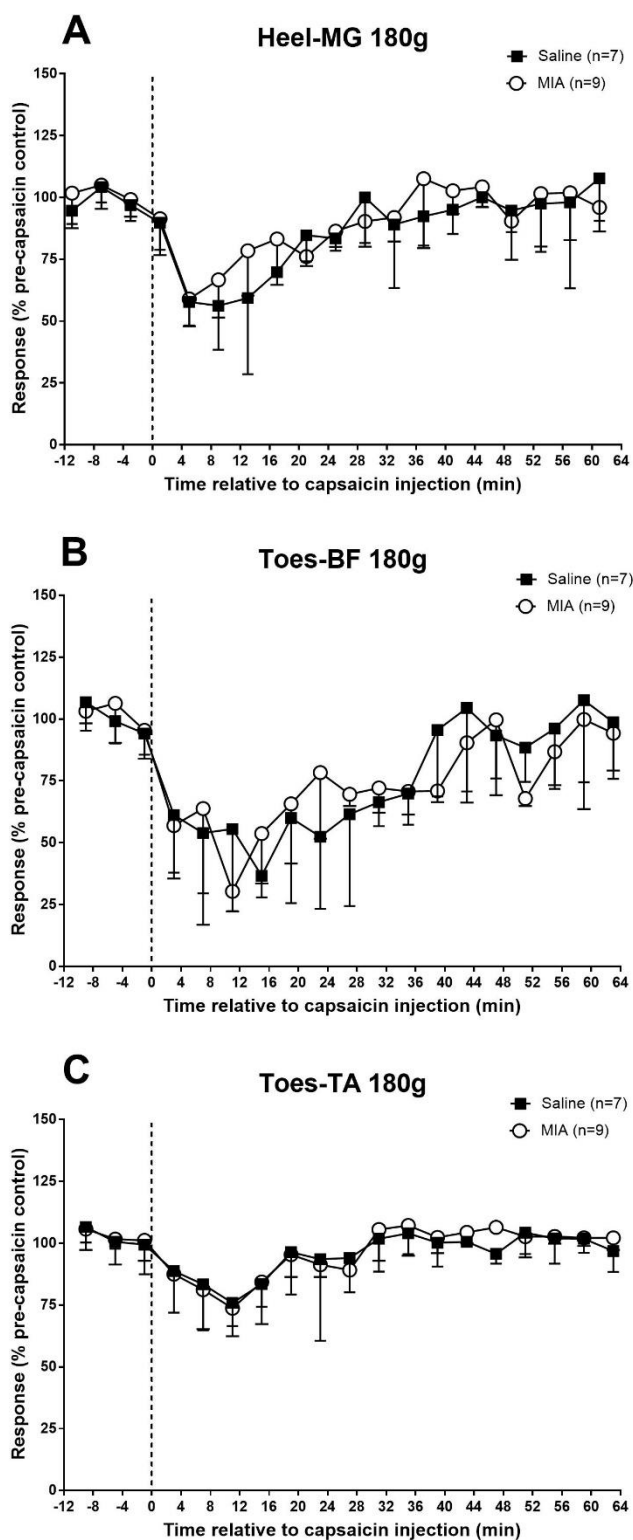 A
Heel-MG 180g
Saline (n=7)
MIA (n=9)
Response (% pre-capsaicin control)
150
125
100
75
50
25
0
-12 -8 -4 0 4 8 12 16 20 24 28 32 36 40 44 48 52 56 60 64
Time relative to capsaicin injection (min)
B
Toes-BF 180g
Saline (n=7)
MIA (n=9)
Response (% pre-capsaicin control)
150
125
100
75
50
25
0
-12 -8 -4 0 4 8 12 16 20 24 28 32 36 40 44 48 52 56 60 64
Time relative to capsaicin injection (min)
C
Toes-TA 180g
Saline (n=7)
MIA (n=9)
Response (% pre-capsaicin control)
150
125
100
75
50
25
0
-12 -8 -4 0 4 8 12 16 20 24 28 32 36 40 44 48 52 56 60 64
Time relative to capsaicin injection (min)